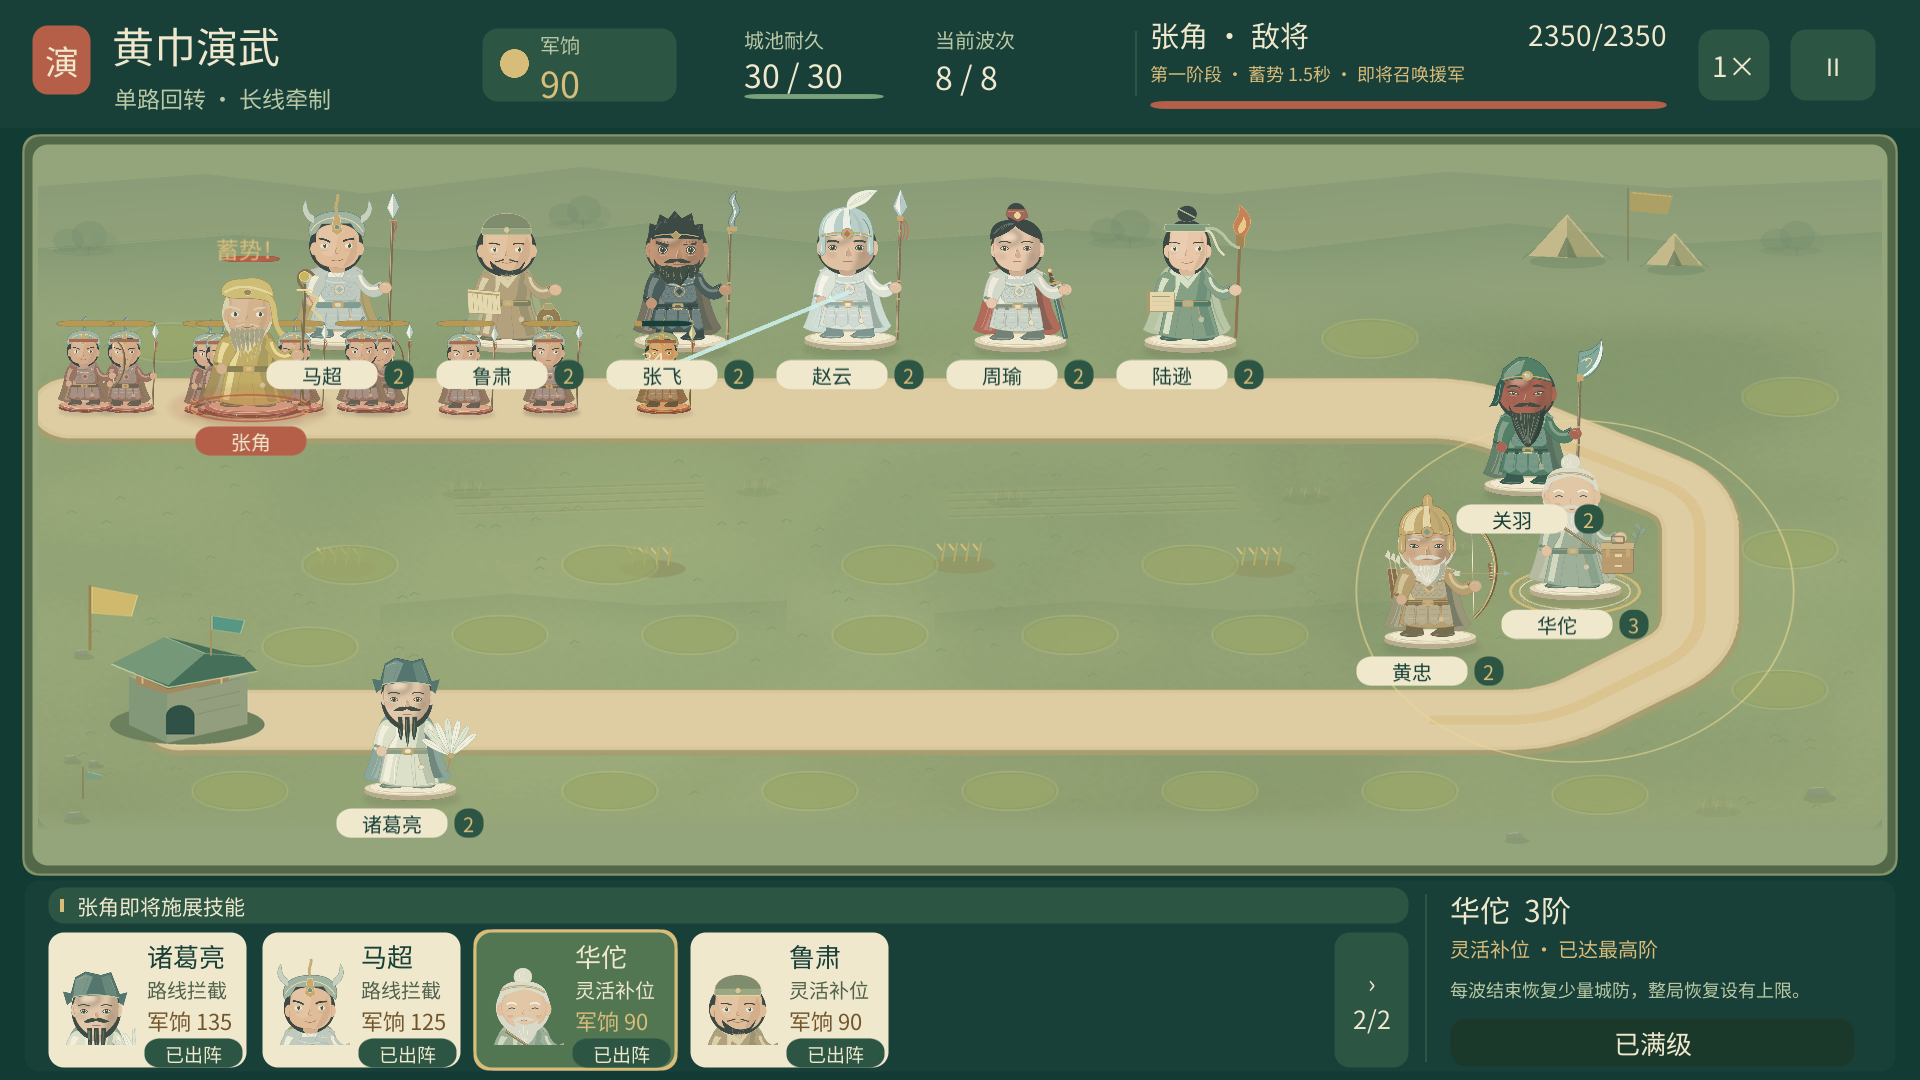 演
黄巾演武
单路回转 · 长线牵制
军饷
90
城池耐久
30 / 30
当前波次
8 / 8
张角 · 敌将
2350/2350
第一阶段 · 蓄势 1.5秒 · 即将召唤援军
1×
II
蓄势!
马超 2
鲁肃 2
张飞 2
赵云 2
周瑜 2
陆逊 2
张角
关羽 2
华佗 3
黄忠 2
诸葛亮 2
张角即将施展技能
诸葛亮
路线拦截
军饷 135
已出阵
马超
路线拦截
军饷 125
已出阵
华佗
灵活补位
军饷 90
已出阵
鲁肃
灵活补位
军饷 90
已出阵
›
2/2
华佗 3阶
灵活补位 · 已达最高阶
每波结束恢复少量城防，整局恢复设有上限。
已满级